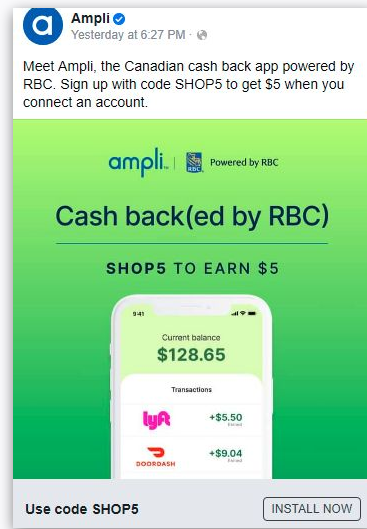 a
Ampli
Yesterday at 6:27 PM ·
Meet Ampli, the Canadian cash back app powered by
RBC. Sign up with code SHOP5 to get $5 when you
connect an account.
ampli™ | RBC Powered by RBC
Cash back(ed by RBC)
SHOP5 TO EARN $5
9:41
Current balance
$128.65
Transactions
lyft +$5.50
Earned
DOORDASH +$9.04
Earned
Use code SHOP5 INSTALL NOW